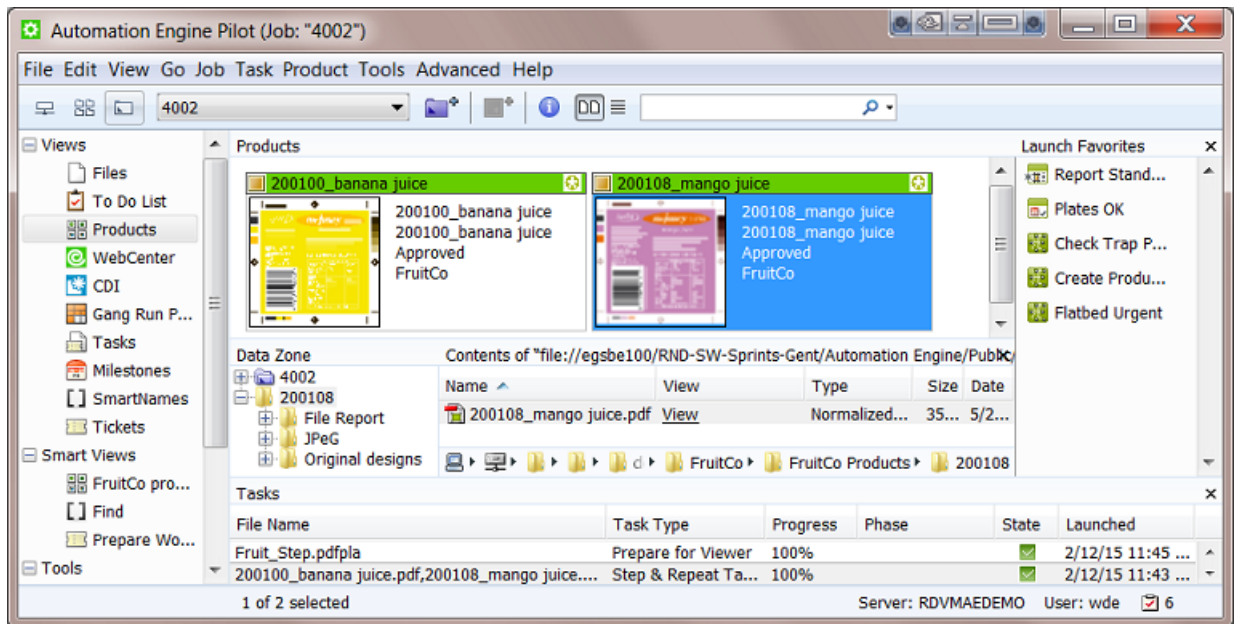 Automation Engine Pilot (Job: "4002")
File Edit View Go Job Task Product Tools Advanced Help
4002
Views
Files
To Do List
Products
WebCenter
CDI
Gang Run P...
Tasks
Milestones
SmartNames
Tickets
Smart Views
FruitCo pro...
Find
Prepare Wo...
Tools
Products
200100_banana juice
200100_banana juice
200100_banana juice
Approved
FruitCo
200108_mango juice
200108_mango juice
200108_mango juice
Approved
FruitCo
Launch Favorites
Report Stand...
Plates OK
Check Trap P...
Create Produ...
Flatbed Urgent
Data Zone
4002
200108
File Report
JPeG
Original designs
Contents of "file://egsbe100/RND-SW-Sprints-Gent/Automation Engine/Public/
Name View Type Size Date
200108_mango juice.pdf View Normalized... 35... 5/2...
d FruitCo FruitCo Products 200108
Tasks
File Name Task Type Progress Phase State Launched
Fruit_Step.pdfpla Prepare for Viewer 100% 2/12/15 11:45 ...
200100_banana juice.pdf,200108_mango juice.... Step & Repeat Ta... 100% 2/12/15 11:43 ...
1 of 2 selected Server: RDVMAEDEMO User: wde 6